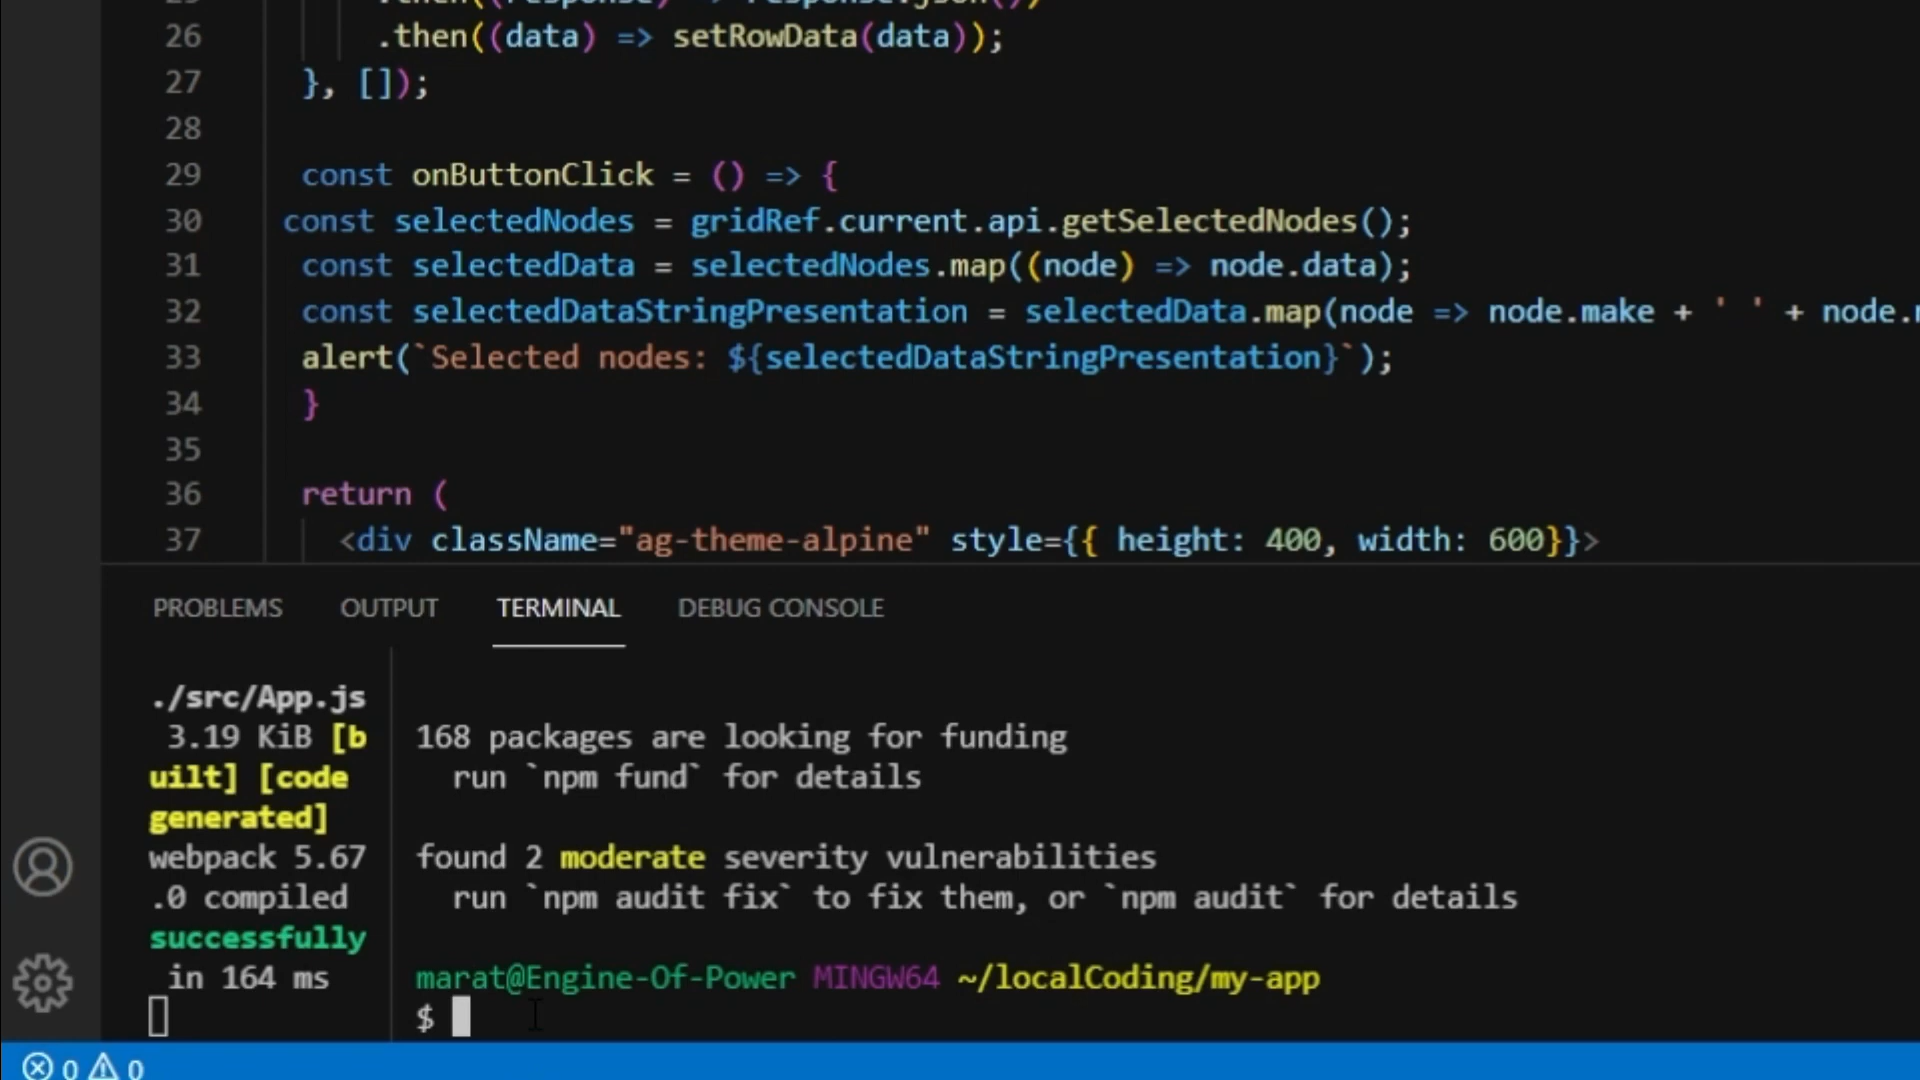 26 .then((data) => setRowData(data));
27 }, []);
28
29 const onButtonClick = () => {
30 const selectedNodes = gridRef.current.api.getSelectedNodes();
31 const selectedData = selectedNodes.map((node) => node.data);
32 const selectedDataStringPresentation = selectedData.map(node => node.make + ' ' + node.
33 alert(`Selected nodes: ${selectedDataStringPresentation}`);
34 }
35
36 return (
37 <div className="ag-theme-alpine" style={{ height: 400, width: 600}}>
PROBLEMS OUTPUT TERMINAL DEBUG CONSOLE
./src/App.js
3.19 KiB [b
uilt] [code
generated]
webpack 5.67
.0 compiled
successfully
in 164 ms
168 packages are looking for funding
run `npm fund` for details
found 2 moderate severity vulnerabilities
run `npm audit fix` to fix them, or `npm audit` for details
marat@Engine-Of-Power MINGW64 ~/localCoding/my-app
$
0 0